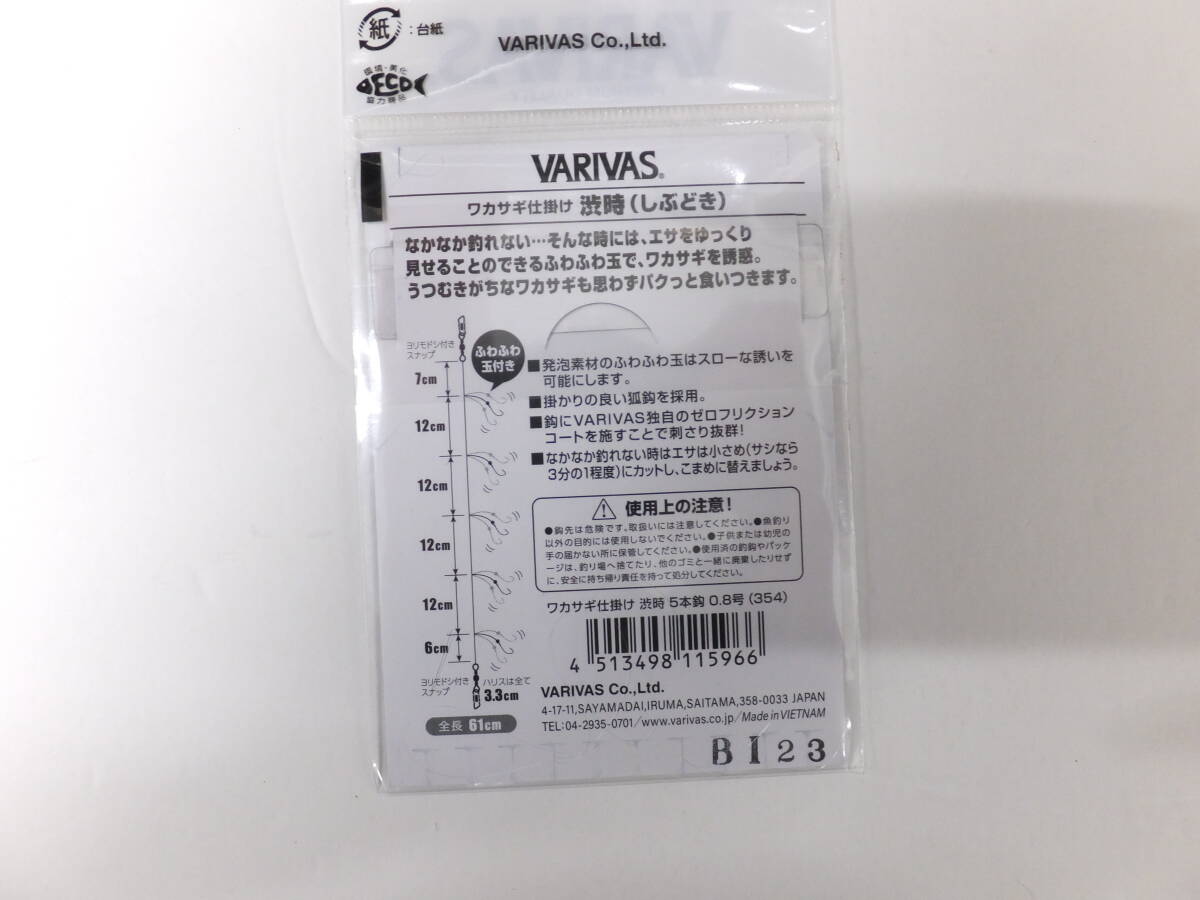 紙 :台紙
VARIVAS Co.,Ltd.
環境・美化
ECO
協力商品
VARIVAS®
ワカサギ仕掛け 渋時(しぶどき)
なかなか釣れない…そんな時には、エサをゆっくり
見せることのできるふわふわ玉で、ワカサギを誘惑。
うつむきがちなワカサギも思わずパクっと食いつきます。
ヨリモドシ付き
スナップ
ふわふわ
玉付き
7cm
12cm
12cm
12cm
12cm
6cm
ヨリモドシ付き
スナップ
ハリスは全て
3.3cm
全長 61cm
■発泡素材のふわふわ玉はスローな誘いを
可能にします。
■掛かりの良い狐鈎を採用。
■鈎にVARIVAS独自のゼロフリクション
コートを施すことで刺さり抜群!
■なかなか釣れない時はエサは小さめ(サシなら
3分の1程度)にカットし、こまめに替えましょう。
使用上の注意!
●鈎先は危険です。取扱いには注意してください。●魚釣り
以外の目的には使用しないでください。●子供または幼児の
手の届かない所に保管してください。●使用済の釣鈎やパッケ
ージは、釣り場へ捨てたり、他のゴミと一緒に廃棄したりせず
に、安全に持ち帰り責任を持って処分してください。
ワカサギ仕掛け 渋時 5本鈎 0.8号 (354)
4 513498 115966
VARIVAS Co.,Ltd.
4-17-11,SAYAMADAI,IRUMA,SAITAMA,358-0033 JAPAN
TEL:04-2935-0701/www.varivas.co.jp/Made in VIETNAM
B I 2 3